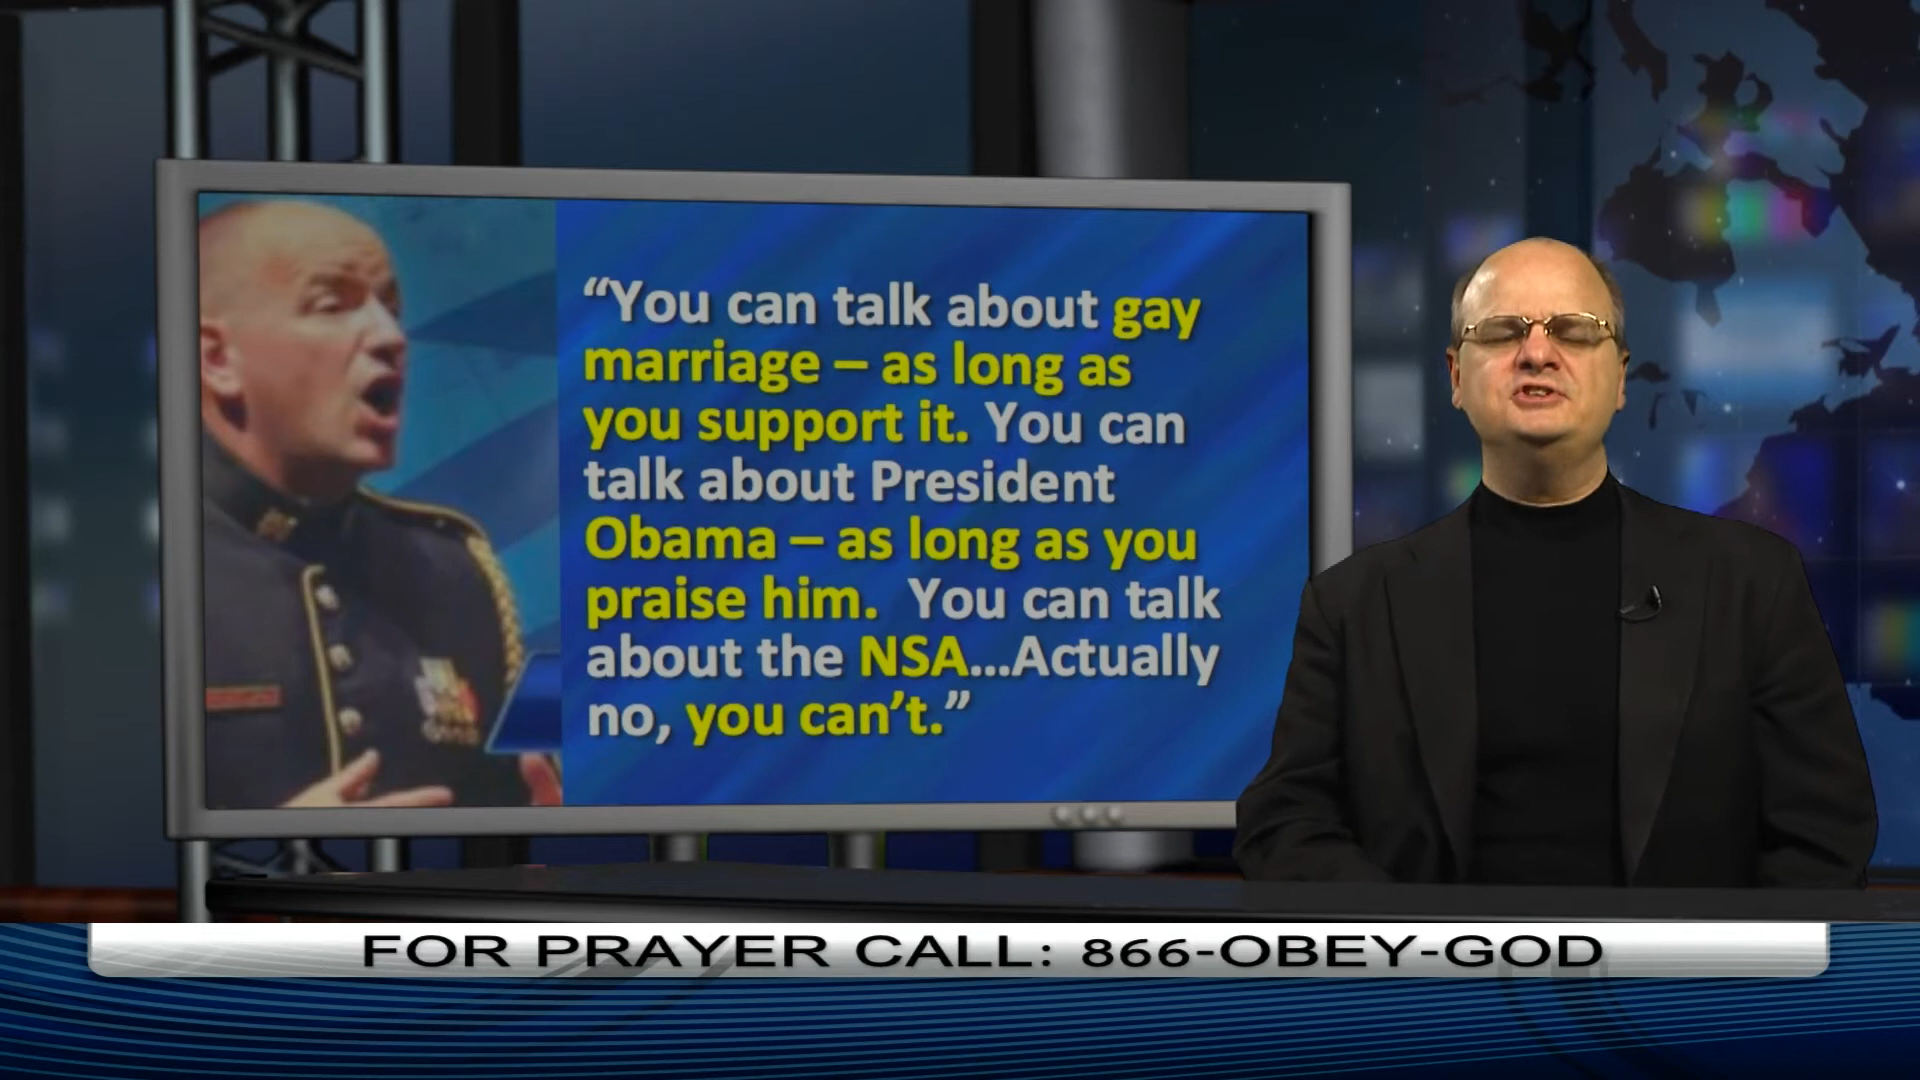 “You can talk about gay
marriage – as long as
you support it. You can
talk about President
Obama – as long as you
praise him. You can talk
about the NSA...Actually
no, you can’t.”
FOR PRAYER CALL: 866-OBEY-GOD